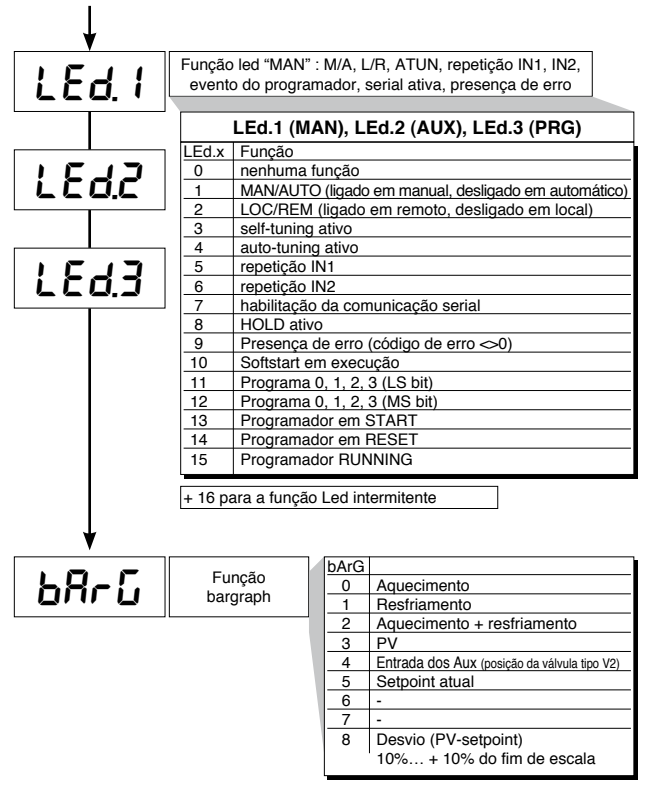 LEd.1
Função led “MAN” : M/A, L/R, ATUN, repetição IN1, IN2,
evento do programador, serial ativa, presença de erro
LEd.1 (MAN), LEd.2 (AUX), LEd.3 (PRG)
LEd.x Função
0 nenhuma função
1 MAN/AUTO (ligado em manual, desligado em automático)
2 LOC/REM (ligado em remoto, desligado em local)
3 self-tuning ativo
4 auto-tuning ativo
5 repetição IN1
6 repetição IN2
7 habilitação da comunicação serial
8 HOLD ativo
9 Presença de erro (código de erro <>0)
10 Softstart em execução
11 Programa 0, 1, 2, 3 (LS bit)
12 Programa 0, 1, 2, 3 (MS bit)
13 Programador em START
14 Programador em RESET
15 Programador RUNNING
LEd.2
LEd.3
+ 16 para a função Led intermitente
bArG
Função
bargraph
bArG
0 Aquecimento
1 Resfriamento
2 Aquecimento + resfriamento
3 PV
4 Entrada dos Aux (posição da válvula tipo V2)
5 Setpoint atual
6 -
7 -
8 Desvio (PV-setpoint)
10%… + 10% do fim de escala